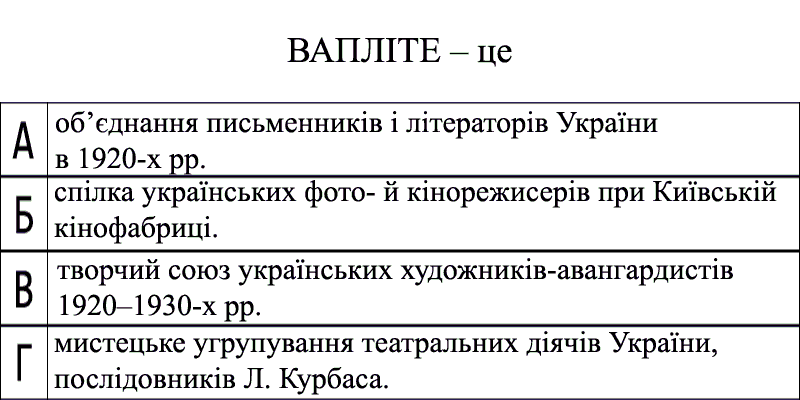 ВАПЛІТЕ – це
А
об’єднання письменників і літераторів України
в 1920-х рр.
Б
спілка українських фото- й кінорежисерів при Київській
кінофабриці.
В
творчий союз українських художників-авангардистів
1920–1930-х рр.
Г
мистецьке угрупування театральних діячів України,
послідовників Л. Курбаса.